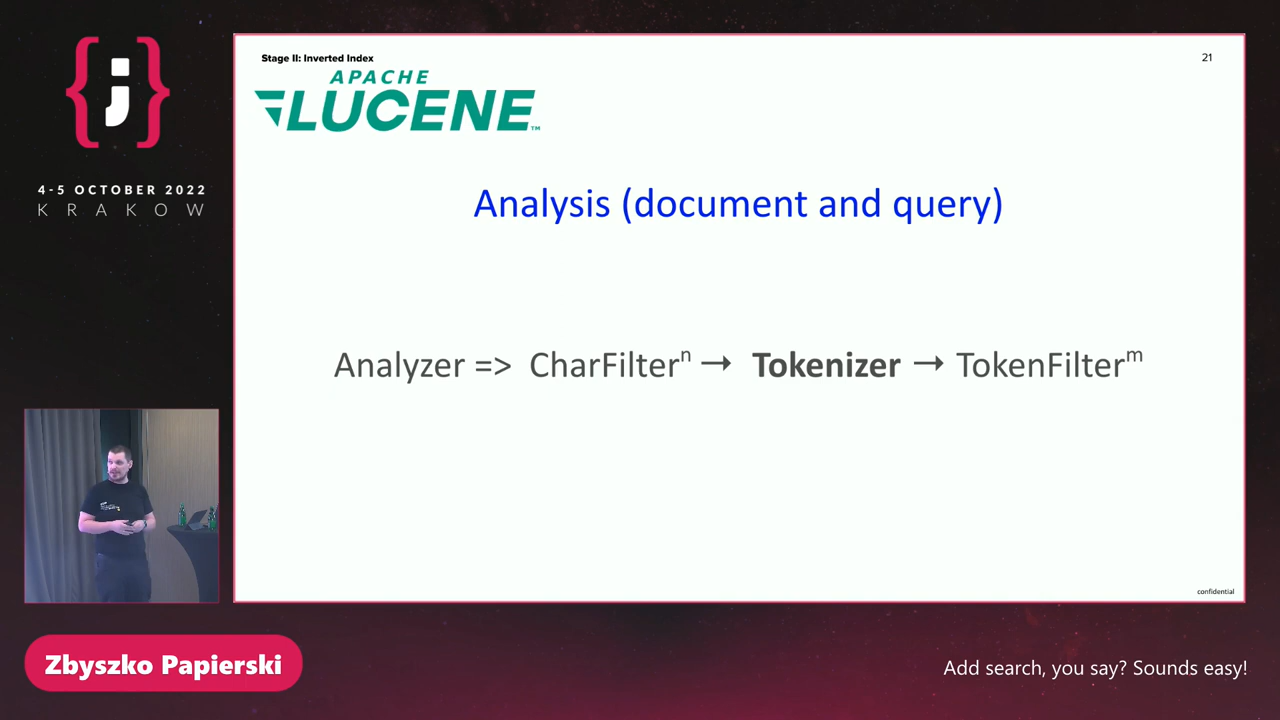 {;}
4-5 OCTOBER 2022
KRAKOW
Stage II: Inverted Index
21
APACHE
LUCENE™
Analysis (document and query)
Analyzer => CharFilterⁿ → Tokenizer → TokenFilterᵐ
confidential
Zbyszko Papierski
Add search, you say? Sounds easy!